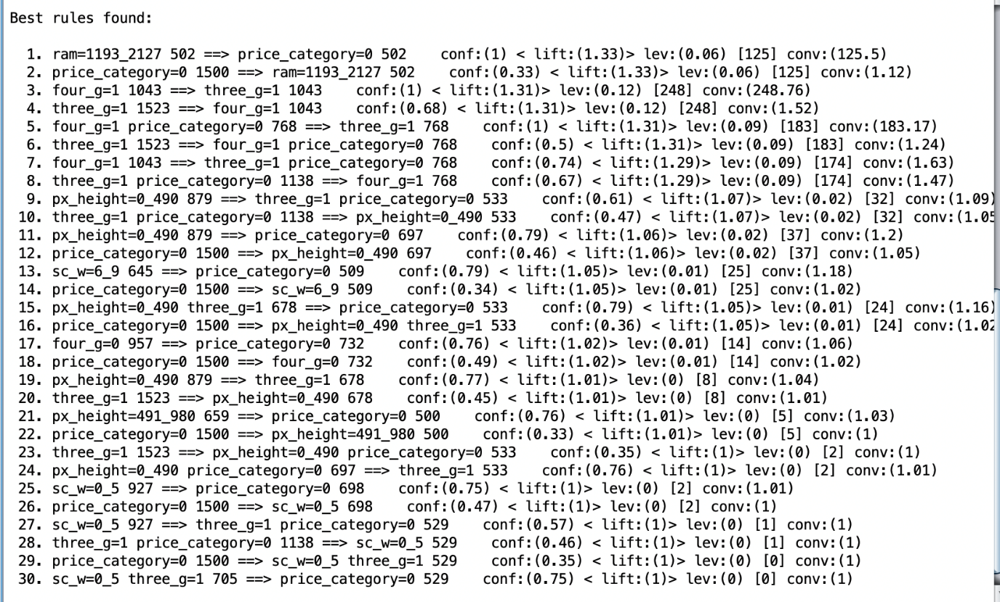 Best rules found:
1. ram=1193_2127 502 ==> price_category=0 502 conf:(1) < lift:(1.33)> lev:(0.06) [125] conv:(125.5)
2. price_category=0 1500 ==> ram=1193_2127 502 conf:(0.33) < lift:(1.33)> lev:(0.06) [125] conv:(1.12)
3. four_g=1 1043 ==> three_g=1 1043 conf:(1) < lift:(1.31)> lev:(0.12) [248] conv:(248.76)
4. three_g=1 1523 ==> four_g=1 1043 conf:(0.68) < lift:(1.31)> lev:(0.12) [248] conv:(1.52)
5. four_g=1 price_category=0 768 ==> three_g=1 768 conf:(1) < lift:(1.31)> lev:(0.09) [183] conv:(183.17)
6. three_g=1 1523 ==> four_g=1 price_category=0 768 conf:(0.5) < lift:(1.31)> lev:(0.09) [183] conv:(1.24)
7. four_g=1 1043 ==> three_g=1 price_category=0 768 conf:(0.74) < lift:(1.29)> lev:(0.09) [174] conv:(1.63)
8. three_g=1 price_category=0 1138 ==> four_g=1 768 conf:(0.67) < lift:(1.29)> lev:(0.09) [174] conv:(1.47)
9. px_height=0_490 879 ==> three_g=1 price_category=0 533 conf:(0.61) < lift:(1.07)> lev:(0.02) [32] conv:(1.09)
10. three_g=1 price_category=0 1138 ==> px_height=0_490 533 conf:(0.47) < lift:(1.07)> lev:(0.02) [32] conv:(1.05
11. px_height=0_490 879 ==> price_category=0 697 conf:(0.79) < lift:(1.06)> lev:(0.02) [37] conv:(1.2)
12. price_category=0 1500 ==> px_height=0_490 697 conf:(0.46) < lift:(1.06)> lev:(0.02) [37] conv:(1.05)
13. sc_w=6_9 645 ==> price_category=0 509 conf:(0.79) < lift:(1.05)> lev:(0.01) [25] conv:(1.18)
14. price_category=0 1500 ==> sc_w=6_9 509 conf:(0.34) < lift:(1.05)> lev:(0.01) [25] conv:(1.02)
15. px_height=0_490 three_g=1 678 ==> price_category=0 533 conf:(0.79) < lift:(1.05)> lev:(0.01) [24] conv:(1.16)
16. price_category=0 1500 ==> px_height=0_490 three_g=1 533 conf:(0.36) < lift:(1.05)> lev:(0.01) [24] conv:(1.02
17. four_g=0 957 ==> price_category=0 732 conf:(0.76) < lift:(1.02)> lev:(0.01) [14] conv:(1.06)
18. price_category=0 1500 ==> four_g=0 732 conf:(0.49) < lift:(1.02)> lev:(0.01) [14] conv:(1.02)
19. px_height=0_490 879 ==> three_g=1 678 conf:(0.77) < lift:(1.01)> lev:(0) [8] conv:(1.04)
20. three_g=1 1523 ==> px_height=0_490 678 conf:(0.45) < lift:(1.01)> lev:(0) [8] conv:(1.01)
21. px_height=491_980 659 ==> price_category=0 500 conf:(0.76) < lift:(1.01)> lev:(0) [5] conv:(1.03)
22. price_category=0 1500 ==> px_height=491_980 500 conf:(0.33) < lift:(1.01)> lev:(0) [5] conv:(1)
23. three_g=1 1523 ==> px_height=0_490 price_category=0 533 conf:(0.35) < lift:(1)> lev:(0) [2] conv:(1)
24. px_height=0_490 price_category=0 697 ==> three_g=1 533 conf:(0.76) < lift:(1)> lev:(0) [2] conv:(1.01)
25. sc_w=0_5 927 ==> price_category=0 698 conf:(0.75) < lift:(1)> lev:(0) [2] conv:(1.01)
26. price_category=0 1500 ==> sc_w=0_5 698 conf:(0.47) < lift:(1)> lev:(0) [2] conv:(1)
27. sc_w=0_5 927 ==> three_g=1 price_category=0 529 conf:(0.57) < lift:(1)> lev:(0) [1] conv:(1)
28. three_g=1 price_category=0 1138 ==> sc_w=0_5 529 conf:(0.46) < lift:(1)> lev:(0) [1] conv:(1)
29. price_category=0 1500 ==> sc_w=0_5 three_g=1 529 conf:(0.35) < lift:(1)> lev:(0) [0] conv:(1)
30. sc_w=0_5 three_g=1 705 ==> price_category=0 529 conf:(0.75) < lift:(1)> lev:(0) [0] conv:(1)